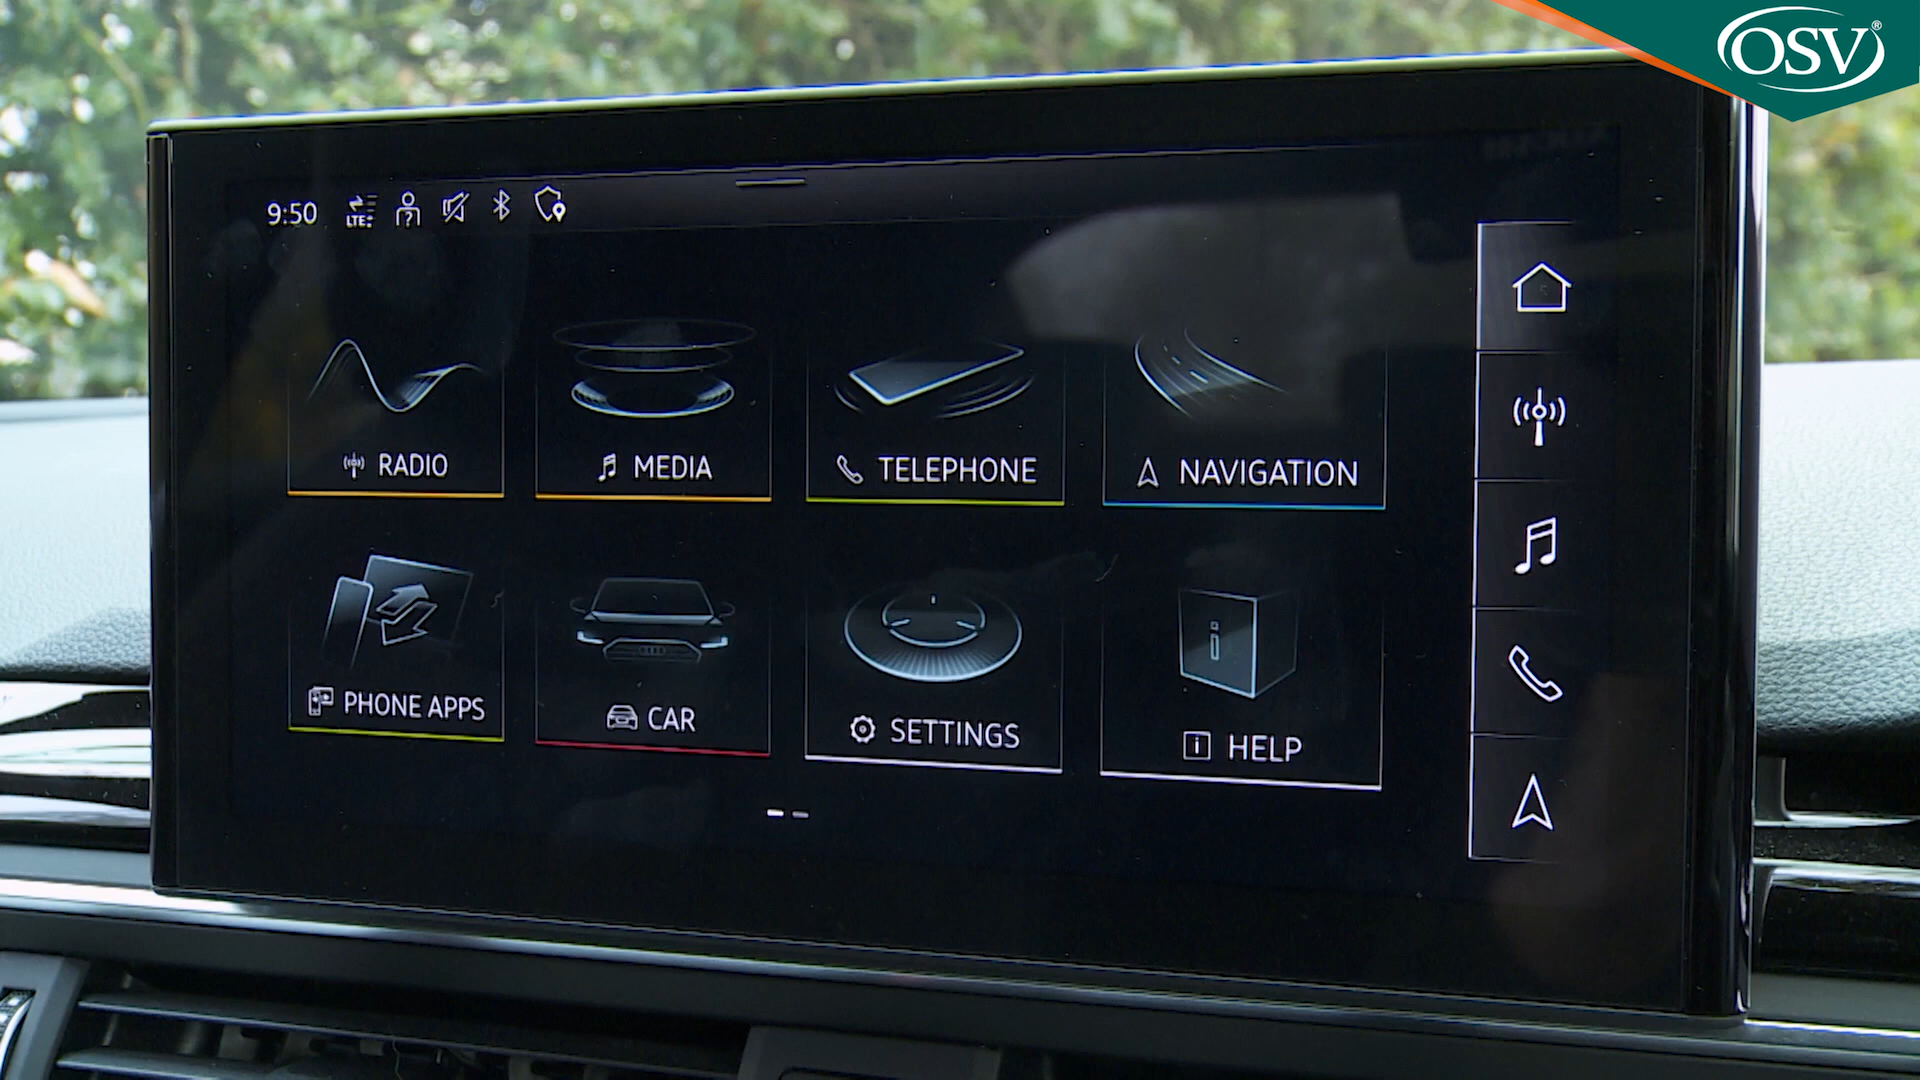 OSV®
9:50
LTE
RADIO
MEDIA
TELEPHONE
NAVIGATION
PHONE APPS
CAR
SETTINGS
HELP